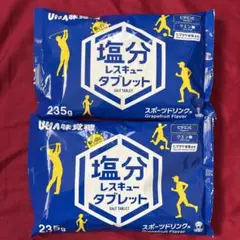 UHA味覚糖
塩分
レスキュー
タブレット
SALT TABLET
235g
スポーツドリンク味
Grapefruit Flavor
UHA味覚糖
塩分
レスキュー
タブレット
SALT TABLET
235g
スポーツドリンク味
Grapefruit Flavor